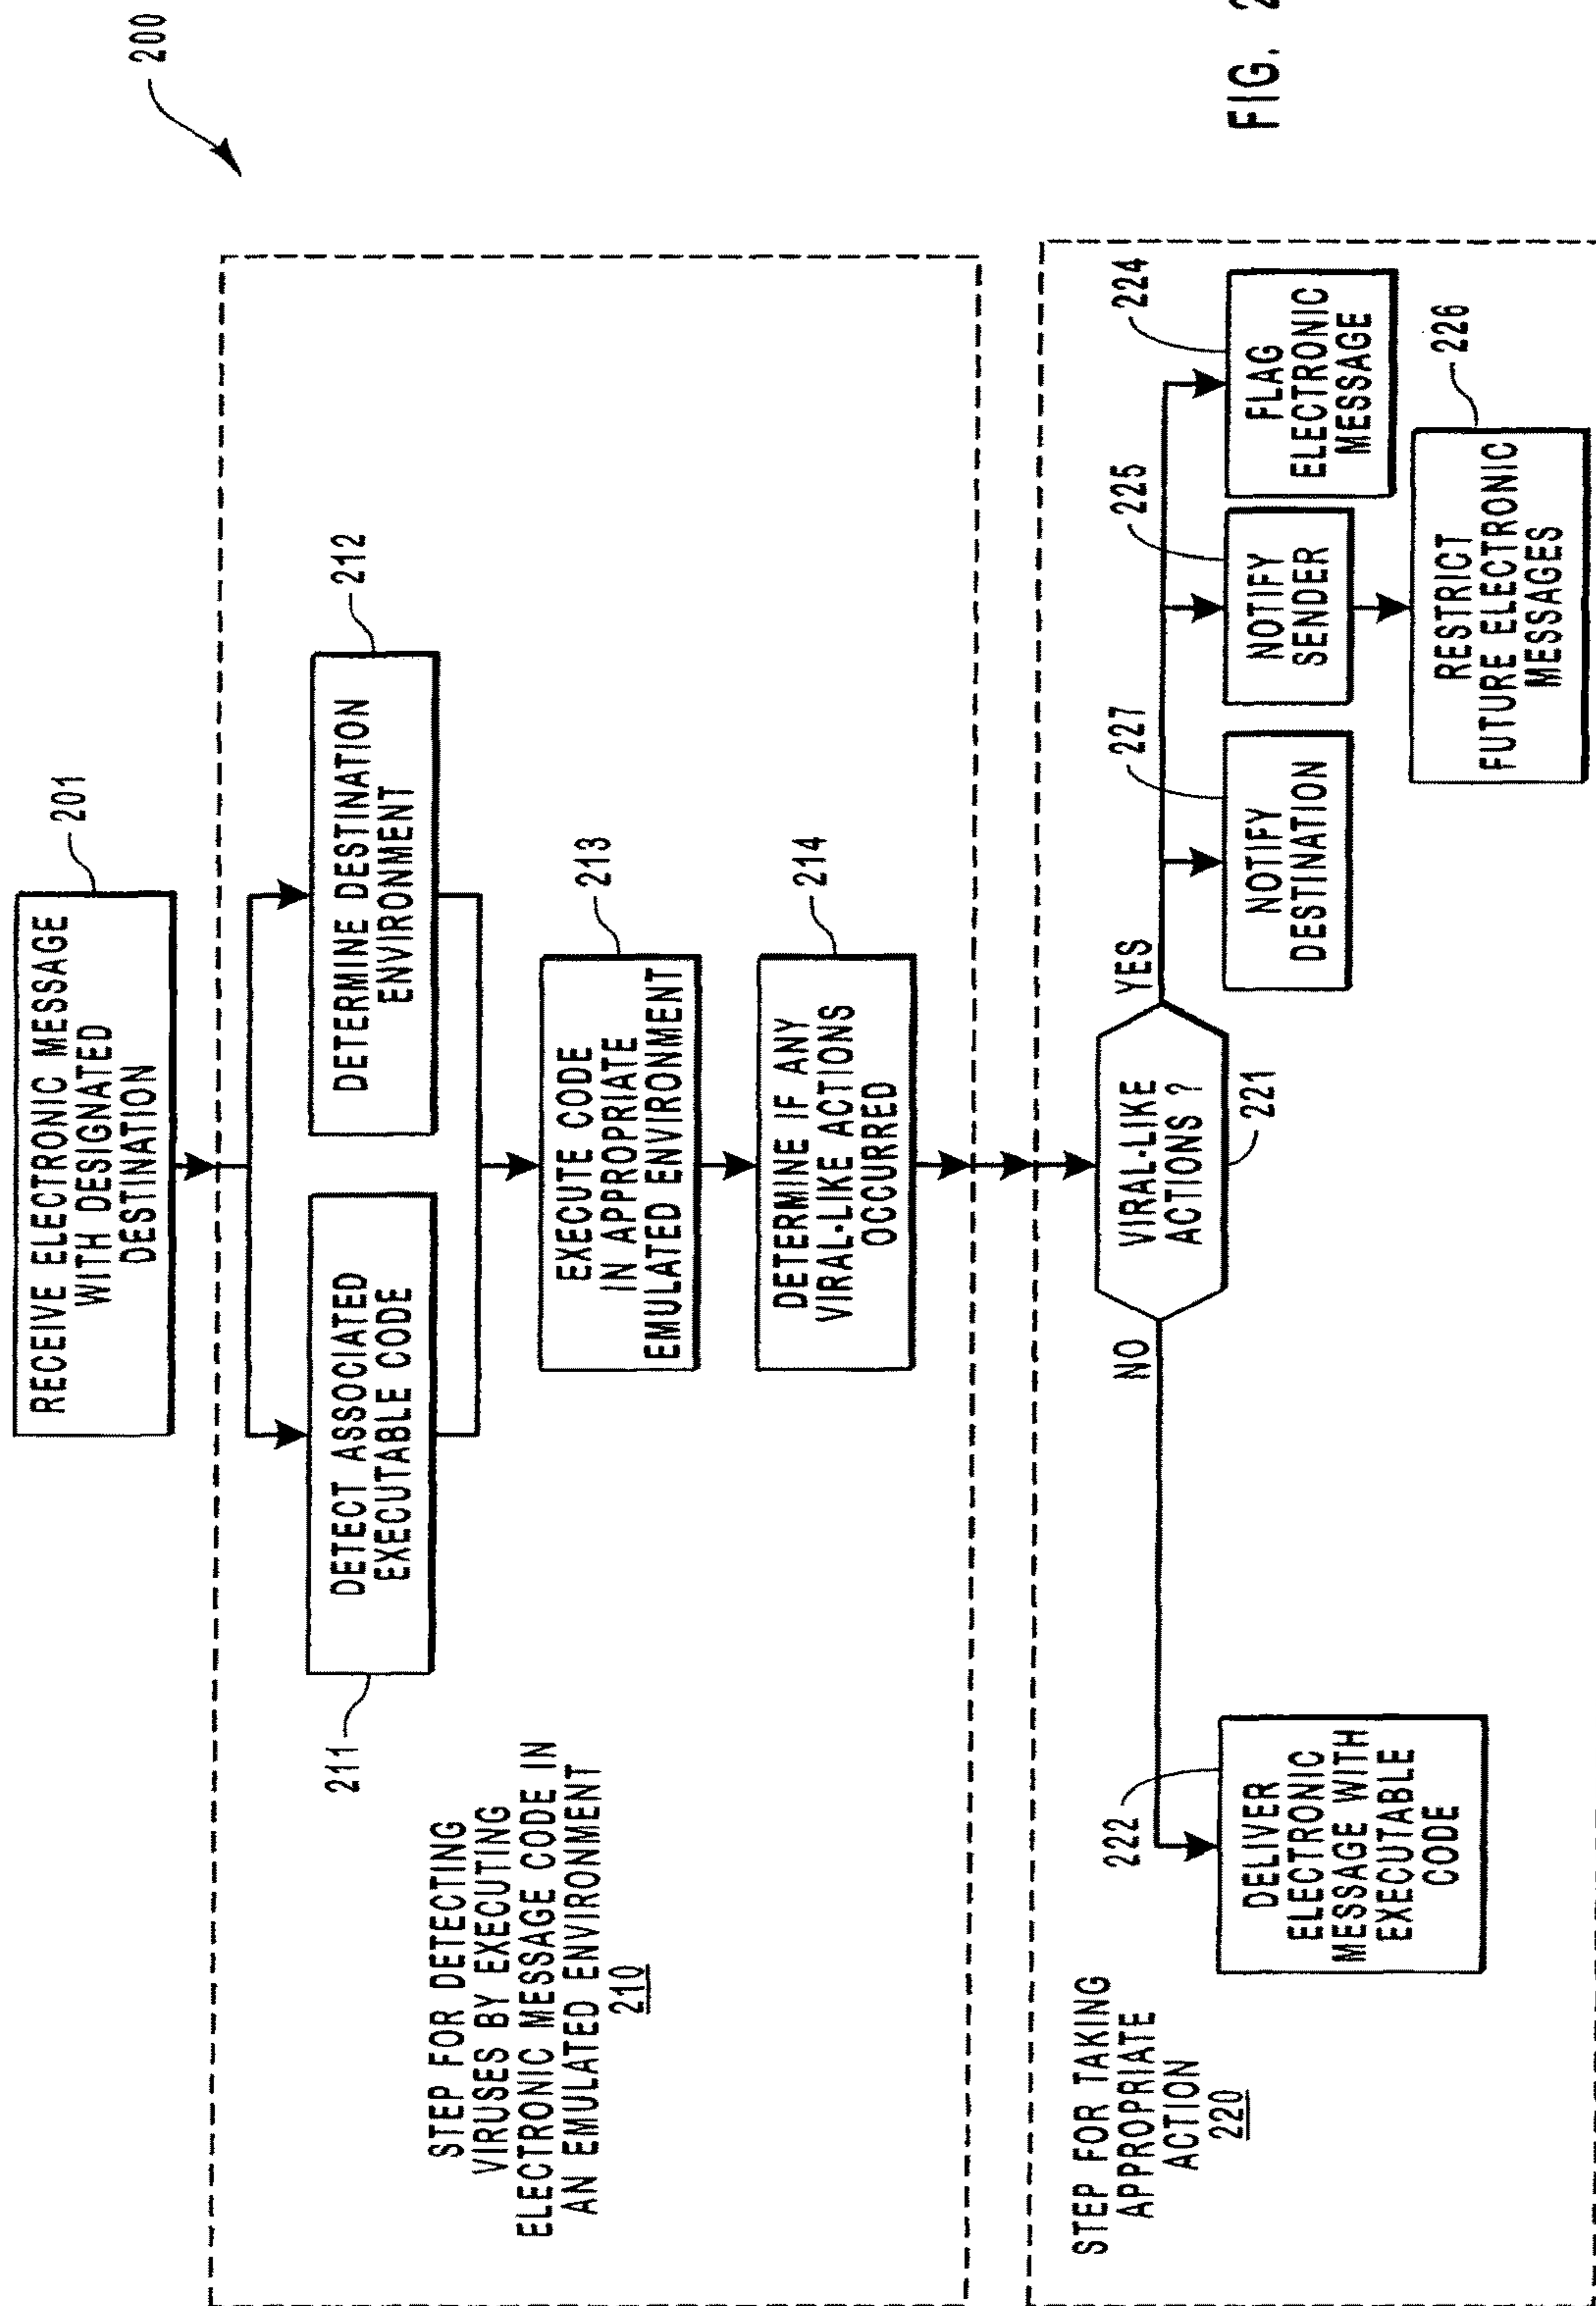 200
RECEIVE ELECTRONIC MESSAGE
WITH DESIGNATED
DESTINATION
201
STEP FOR DETECTING
VIRUSES BY EXECUTING
ELECTRONIC MESSAGE CODE IN
AN EMULATED ENVIRONMENT
210
211
DETECT ASSOCIATED
EXECUTABLE CODE
DETERMINE DESTINATION
ENVIRONMENT
212
EXECUTE CODE
IN APPROPRIATE
EMULATED ENVIRONMENT
213
DETERMINE IF ANY
VIRAL-LIKE ACTIONS
OCCURRED
214
STEP FOR TAKING
APPROPRIATE
ACTION
220
VIRAL-LIKE
ACTIONS ?
221
NO
YES
222
DELIVER
ELECTRONIC
MESSAGE WITH
EXECUTABLE
CODE
227
NOTIFY
DESTINATION
225
NOTIFY
SENDER
224
FLAG
ELECTRONIC
MESSAGE
226
RESTRICT
FUTURE ELECTRONIC
MESSAGES
FIG. 2